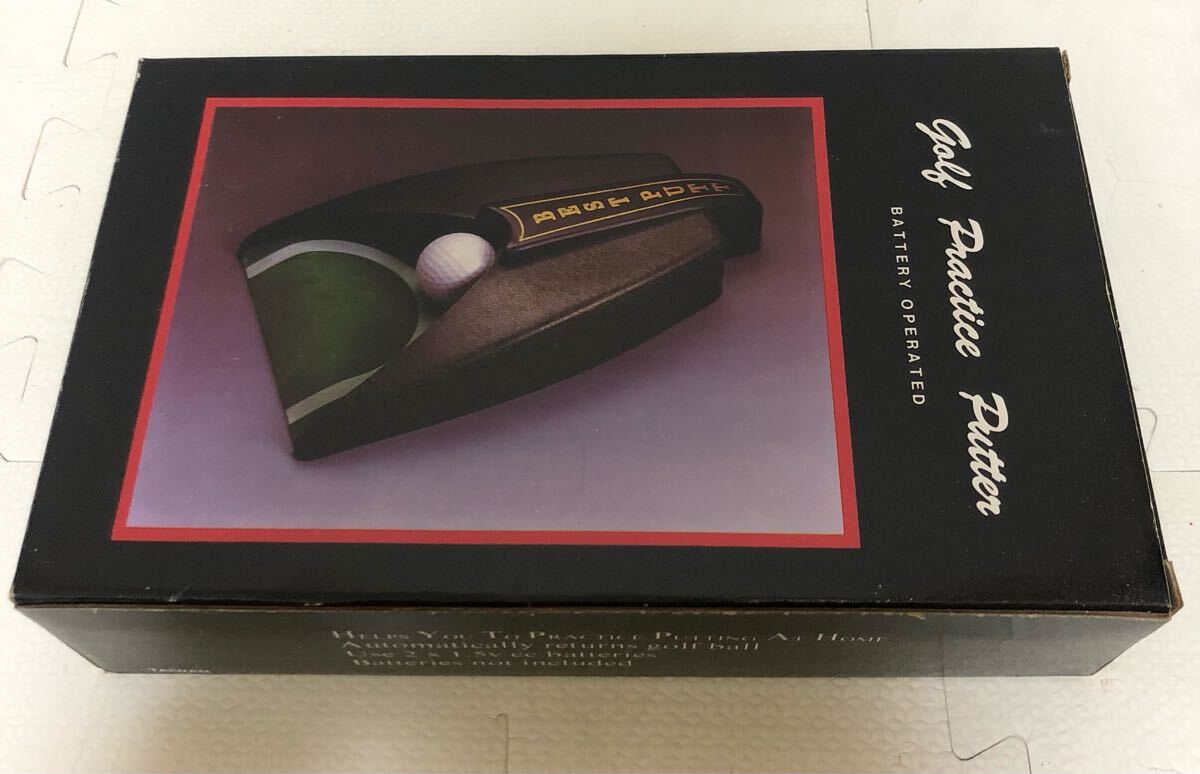 Golf Practice Putter
BATTERY OPERATED
BEST PUTT
HELPS YOU TO PRACTICE PUTTING AT HOME
Automatically returns golf ball
Use 2 x 1.5v cc batteries
Batteries not included
TAIWAN